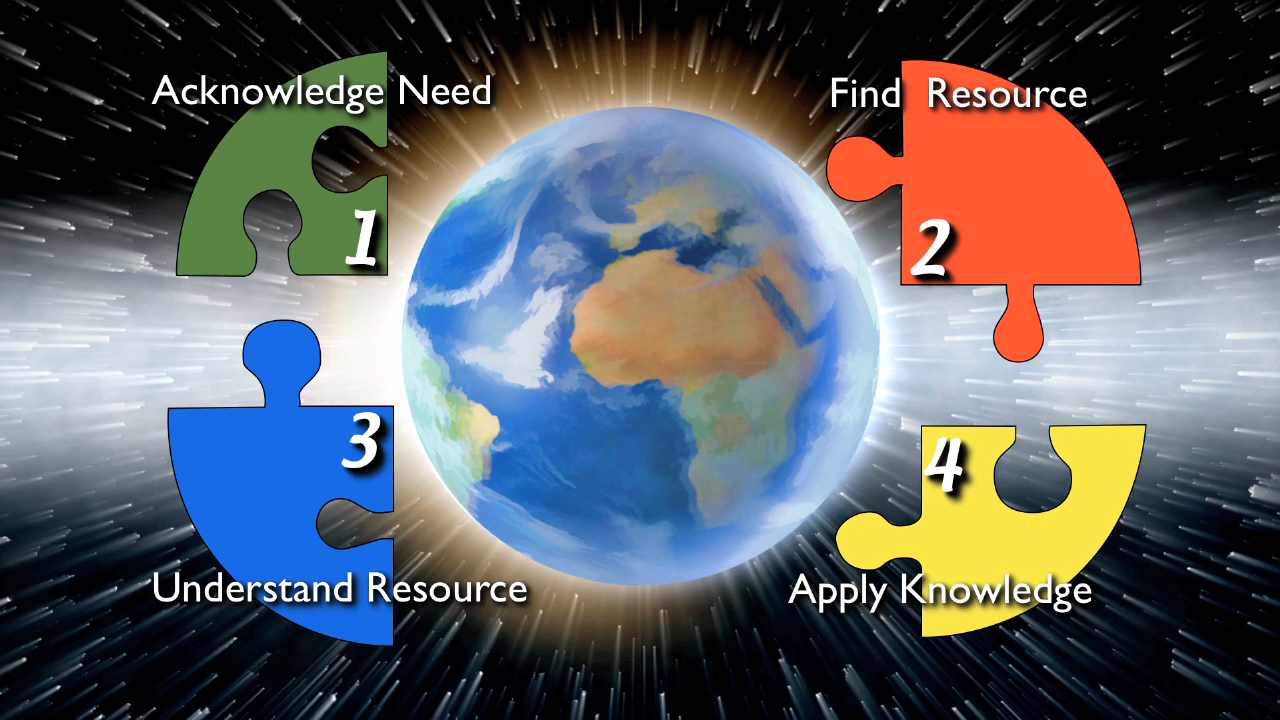 Acknowledge Need
1
Find Resource
2
3
Understand Resource
4
Apply Knowledge